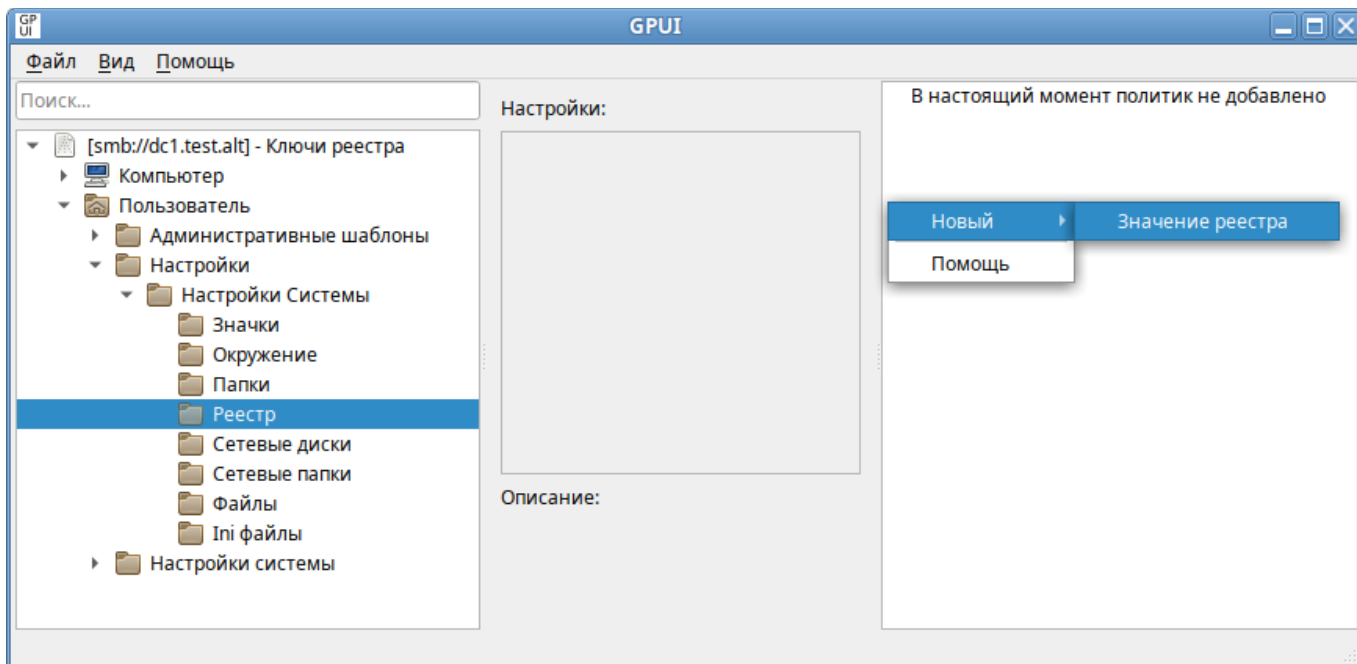 GP
UI
GPUI
Файл Вид Помощь
Поиск...
[smb://dc1.test.alt] - Ключи реестра
Компьютер
Пользователь
Административные шаблоны
Настройки
Настройки Системы
Значки
Окружение
Папки
Реестр
Сетевые диски
Сетевые папки
Файлы
Ini файлы
Настройки системы
Настройки:
Описание:
В настоящий момент политик не добавлено
Новый
Значение реестра
Помощь